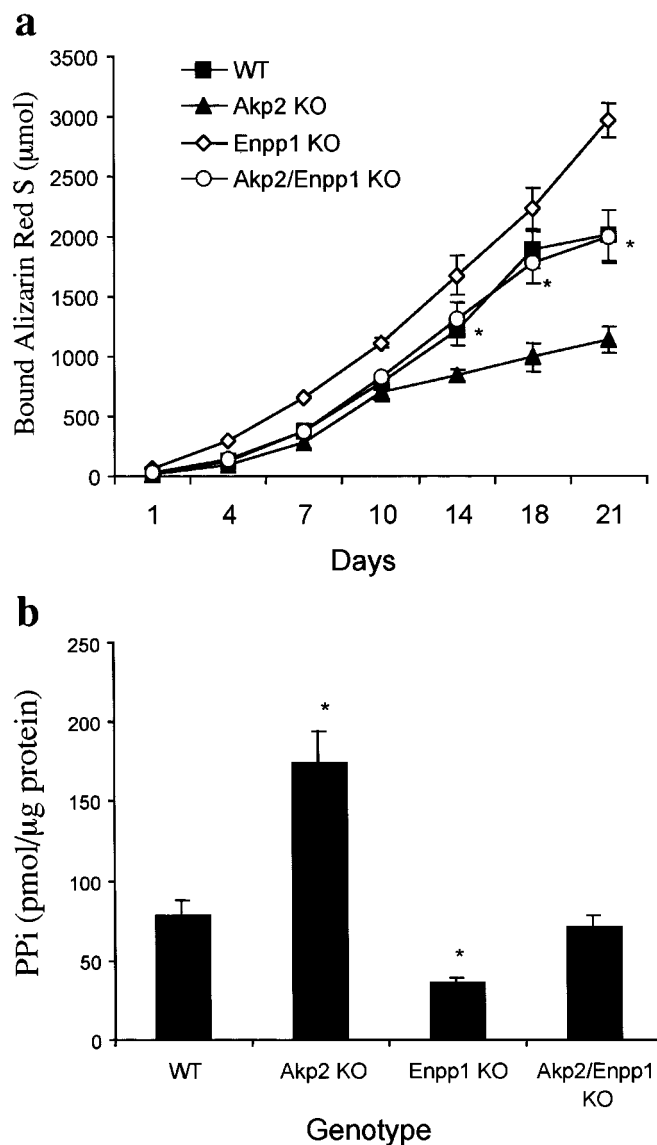 a
WT
Akp2 KO
Enpp1 KO
Akp2/Enpp1 KO
Bound Alizarin Red S (μmol)
3500
3000
2500
2000
1500
1000
500
0
*
*
*
1 4 7 10 14 18 21
Days
b
PPi (pmol/μg protein)
250
200
150
100
50
0
*
*
WT Akp2 KO Enpp1 KO Akp2/Enpp1
KO
Genotype